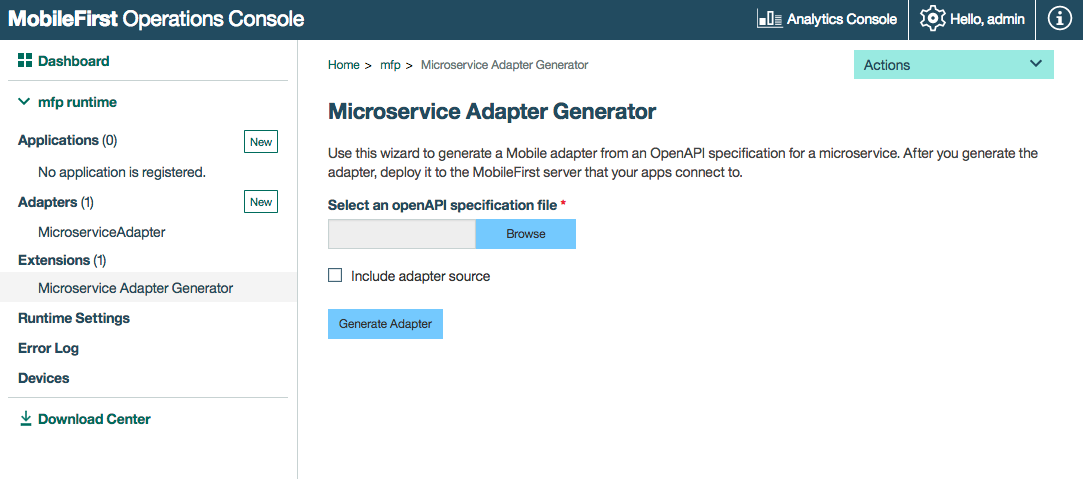 MobileFirst Operations Console
Analytics Console
Hello, admin
Dashboard
mfp runtime
Applications (0)
New
No application is registered.
Adapters (1)
New
MicroserviceAdapter
Extensions (1)
Microservice Adapter Generator
Runtime Settings
Error Log
Devices
Download Center
Home > mfp > Microservice Adapter Generator
Actions
Microservice Adapter Generator
Use this wizard to generate a Mobile adapter from an OpenAPI specification for a microservice. After you generate the
adapter, deploy it to the MobileFirst server that your apps connect to.
Select an openAPI specification file *
Browse
Include adapter source
Generate Adapter